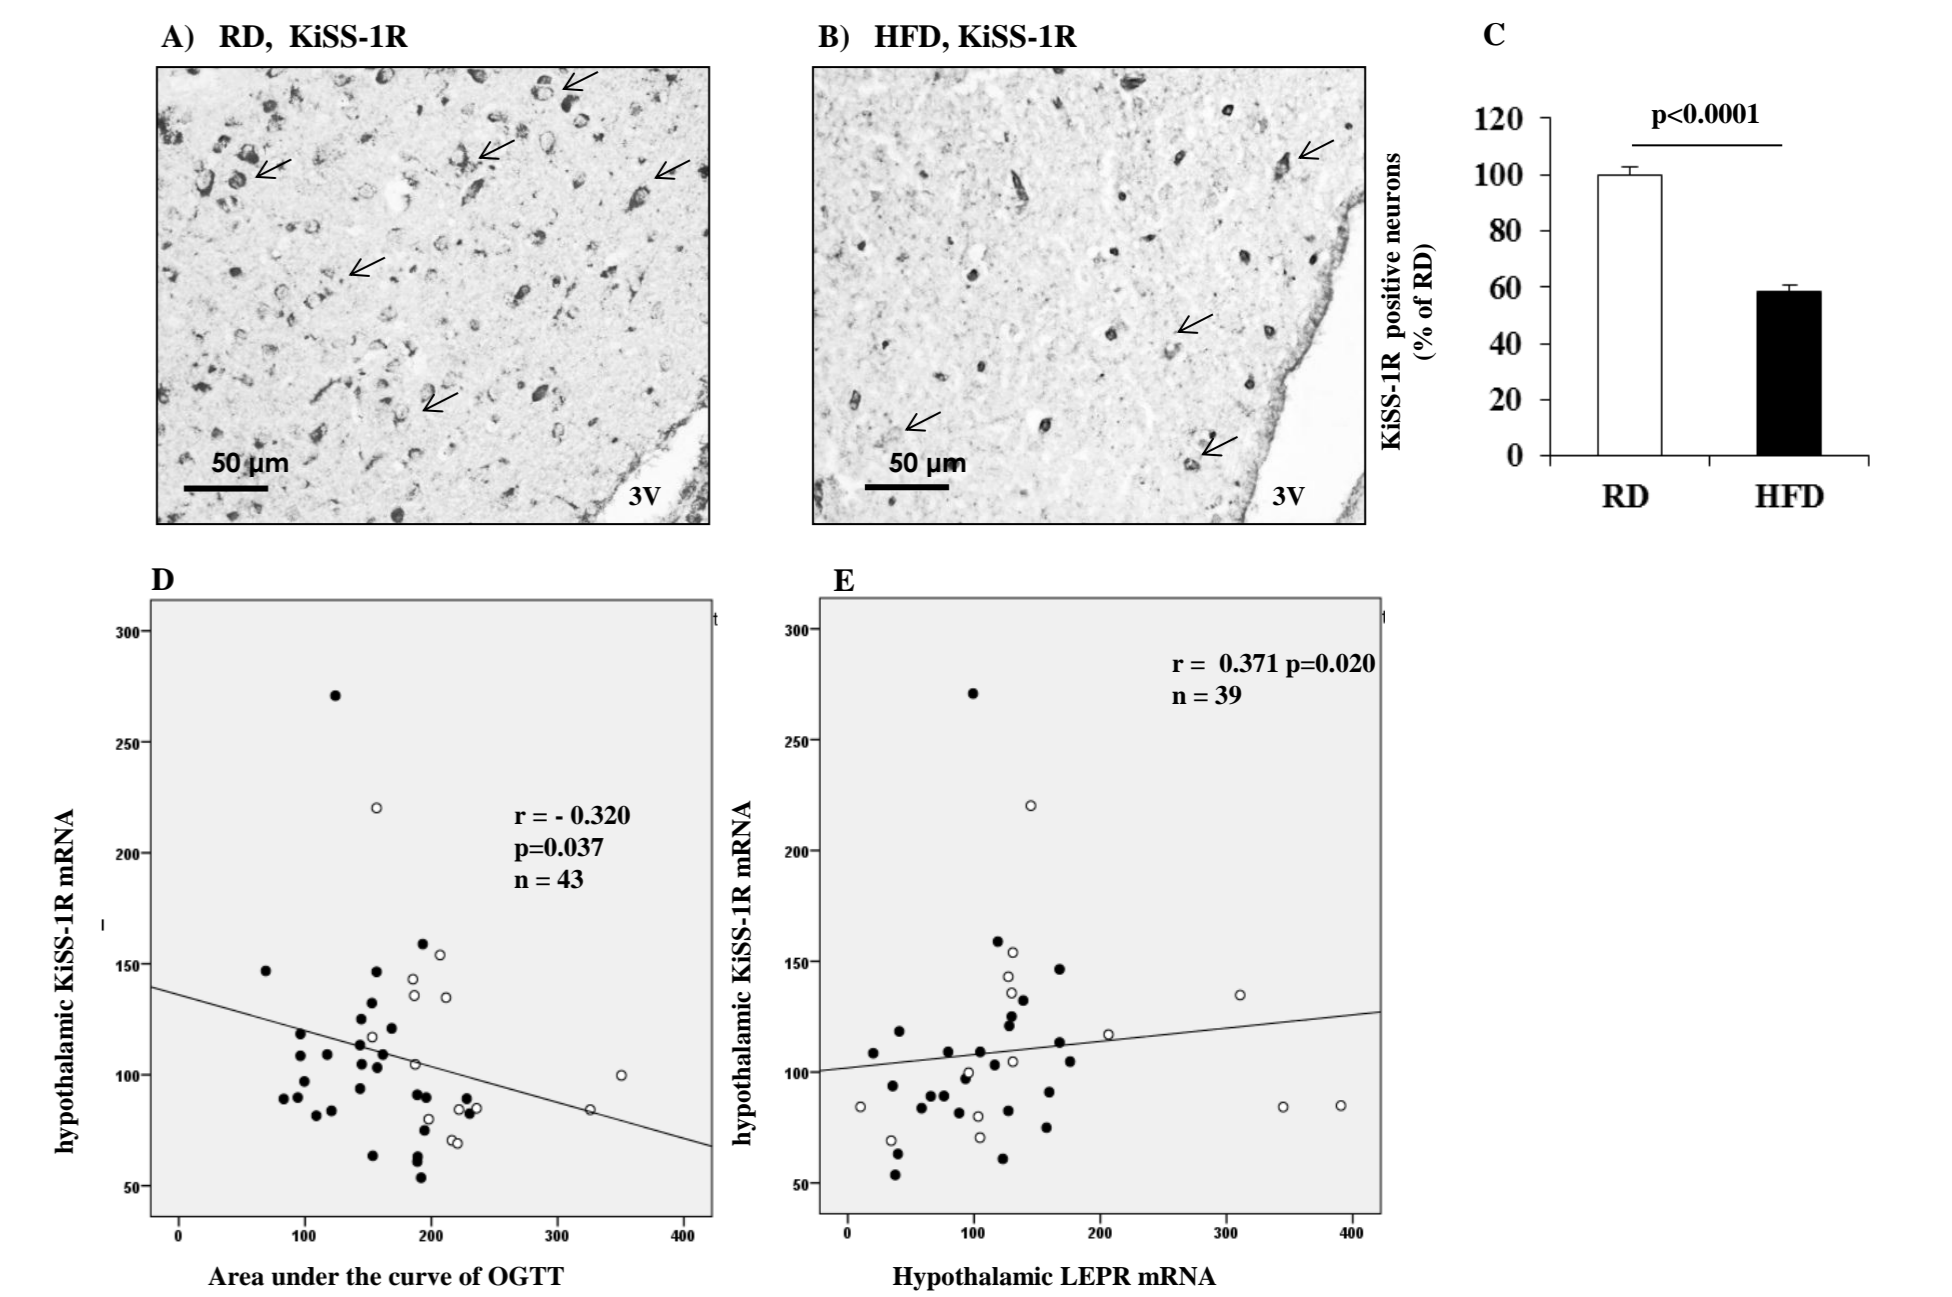 A) RD, KiSS-1R
B) HFD, KiSS-1R
C
50 µm
3V
50 µm
3V
KiSS-1R positive neurons
(% of RD)
120
100
80
60
40
20
0
p<0.0001
RD
HFD
D
t
hypothalamic KiSS-1R mRNA
300
250
200
150
100
50
r = - 0.320
p=0.037
n = 43
0
100
200
300
400
Area under the curve of OGTT
E
hypothalamic KiSS-1R mRNA
300
250
200
150
100
50
r = 0.371 p=0.020
n = 39
0
100
200
300
400
Hypothalamic LEPR mRNA